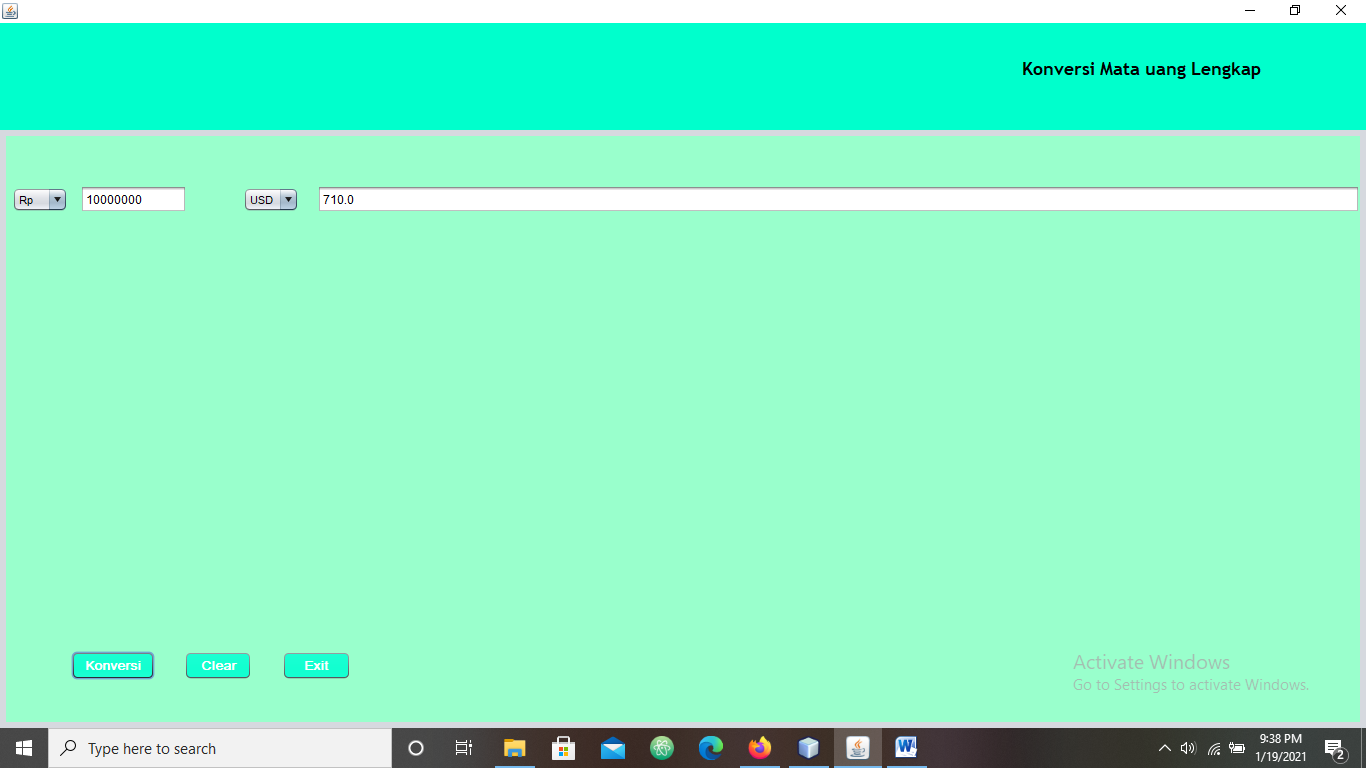 Konversi Mata uang Lengkap
Rp 10000000 USD 710.0
Konversi Clear Exit
Activate Windows
Go to Settings to activate Windows.
Type here to search
9:38 PM
1/19/2021
2